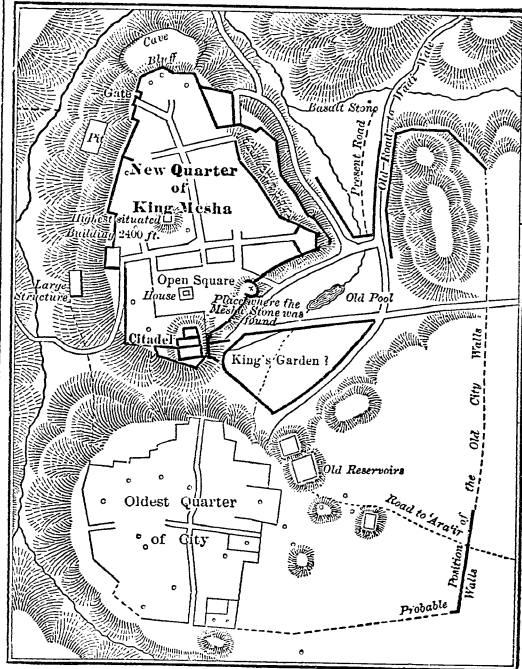 Cave
Bluff
Gate
Pit
Basalt Stone
Present Road
Old Road
Wadi Wale
New Quarter
of
King Mesha
Highest situated
Building 2400 ft.
Large
Structure
Open Square
House
Place where the
Mesha Stone was
found
Old Pool
Citadel
King's Garden ?
Old Reservoirs
Oldest Quarter
of City
Road to Ara'ir
Probable
Position of the Old City Walls
Walls